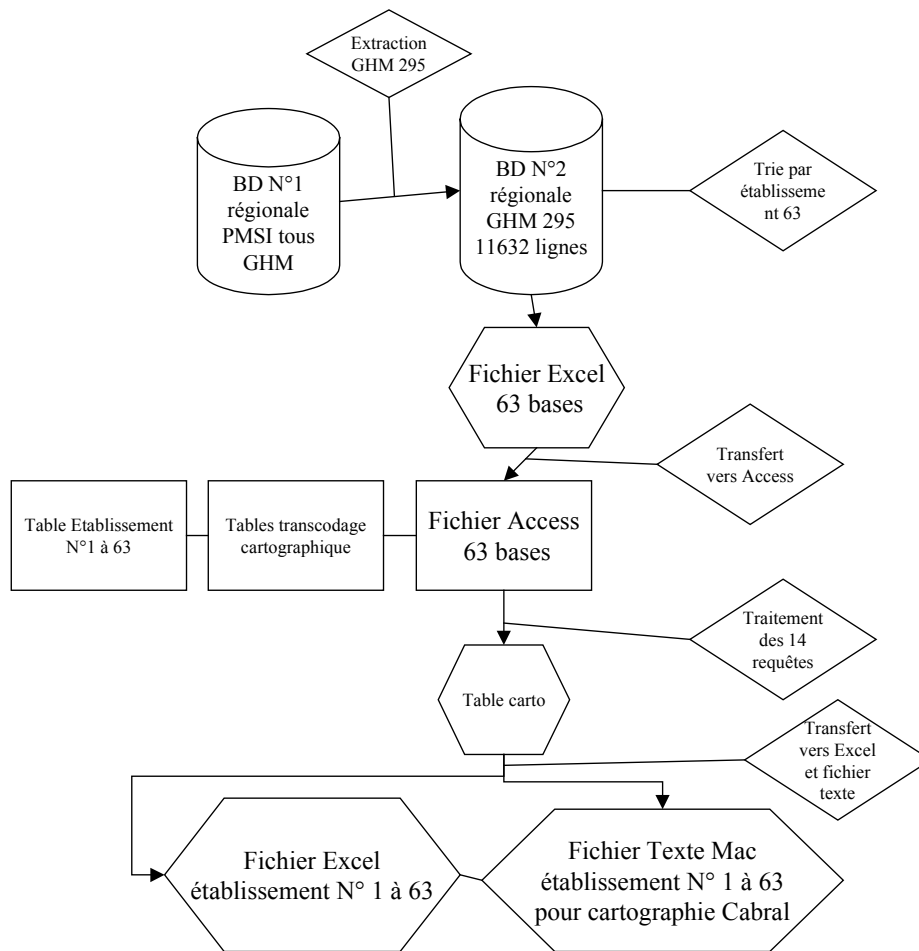 Extraction
GHM 295
BD N°1
régionale
PMSI tous
GHM
BD N°2
régionale
GHM 295
11632 lignes
Trie par
établisseme
nt 63
Fichier Excel
63 bases
Transfert
vers Access
Table Etablissement
N°1 à 63
Tables transcodage
cartographique
Fichier Access
63 bases
Traitement
des 14
requêtes
Table carto
Transfert
vers Excel
et fichier
texte
Fichier Excel
établissement N° 1 à 63
Fichier Texte Mac
établissement N° 1 à 63
pour cartographie Cabral